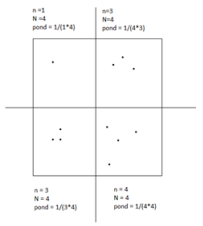 n =1
N =4
pond = 1/(1*4)
n=3
N=4
pond = 1/(4*3)
n = 3
N = 4
pond = 1/(3*4)
n = 4
N = 4
pond = 1/(4*4)